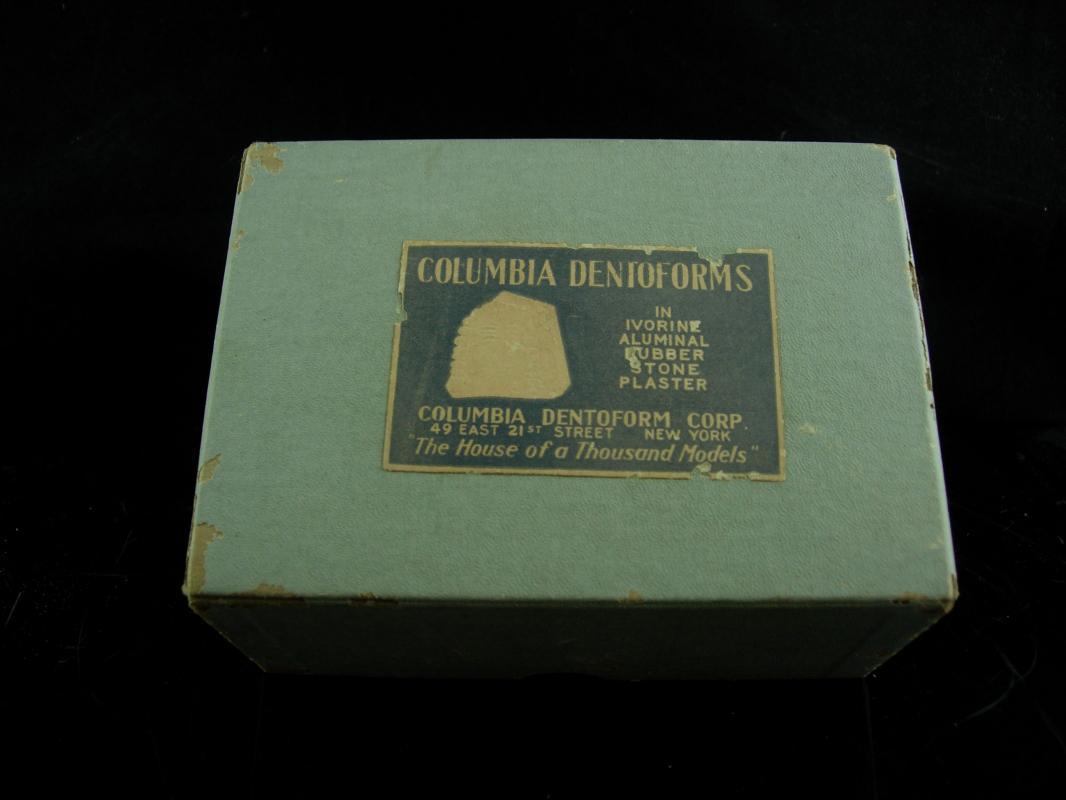 COLUMBIA DENTOFORMS
IN
IVORINE
ALUMINAL
RUBBER
STONE
PLASTER
COLUMBIA DENTOFORM CORP.
49 EAST 21ST STREET NEW YORK
"The House of a Thousand Models"